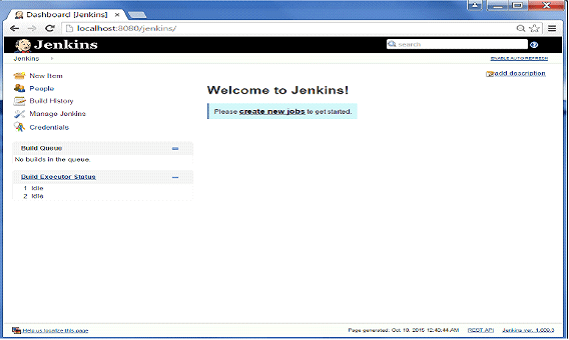 Dashboard [Jenkins]
localhost:8080/jenkins/
Jenkins
search
Jenkins
ENABLE AUTO REFRESH
New Item
People
Build History
Manage Jenkins
Credentials
add description
Welcome to Jenkins!
Please create new jobs to get started.
Build Queue
No builds in the queue.
Build Executor Status
1 Idle
2 Idle
Help us localize this page
Page generated: Oct 19, 2015 12:40:44 AM
REST API
Jenkins ver. 1.609.3